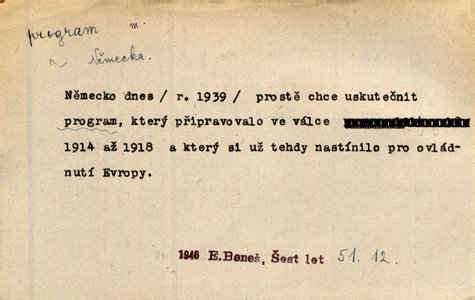 program m.
~ Německa.
Německo dnes / r. 1939 / prostě chce uskutečnit
program, který připravovalo ve válce
1914 až 1918 a který si už tehdy nastínilo pro ovlád-
nutí Evropy.
1946 E. Beneš, Šest let 51. 12.